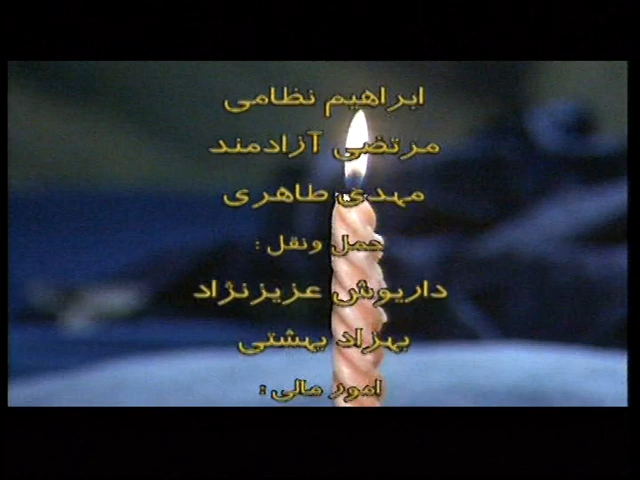 ابراهیم نظامی
مرتضی آزادمند
مهدی طاهری
حمل ونقل :
داریوش عزیزنژاد
بهزاد بهشتی
امور مالی :